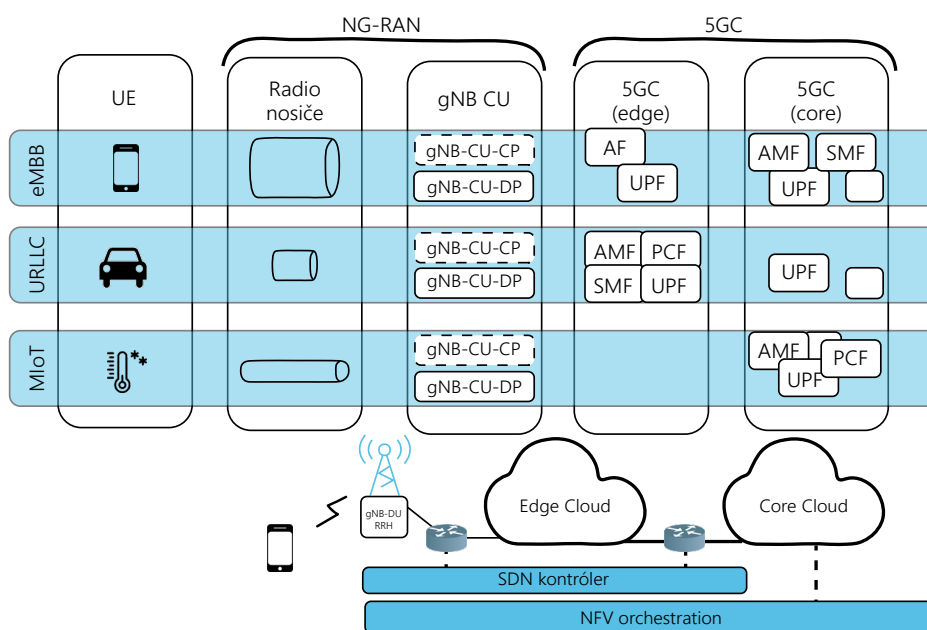 NG-RAN
5GC
UE
Radio
nosiče
gNB CU
5GC
(edge)
5GC
(core)
eMBB
gNB-CU-CP
gNB-CU-DP
AF
UPF
AMF
SMF
UPF
URLLC
gNB-CU-CP
gNB-CU-DP
AMF
PCF
SMF
UPF
UPF
MIoT
**
gNB-CU-CP
gNB-CU-DP
AMF
PCF
UPF
gNB-DU
RRH
Edge Cloud
Core Cloud
SDN kontróler
NFV orchestration